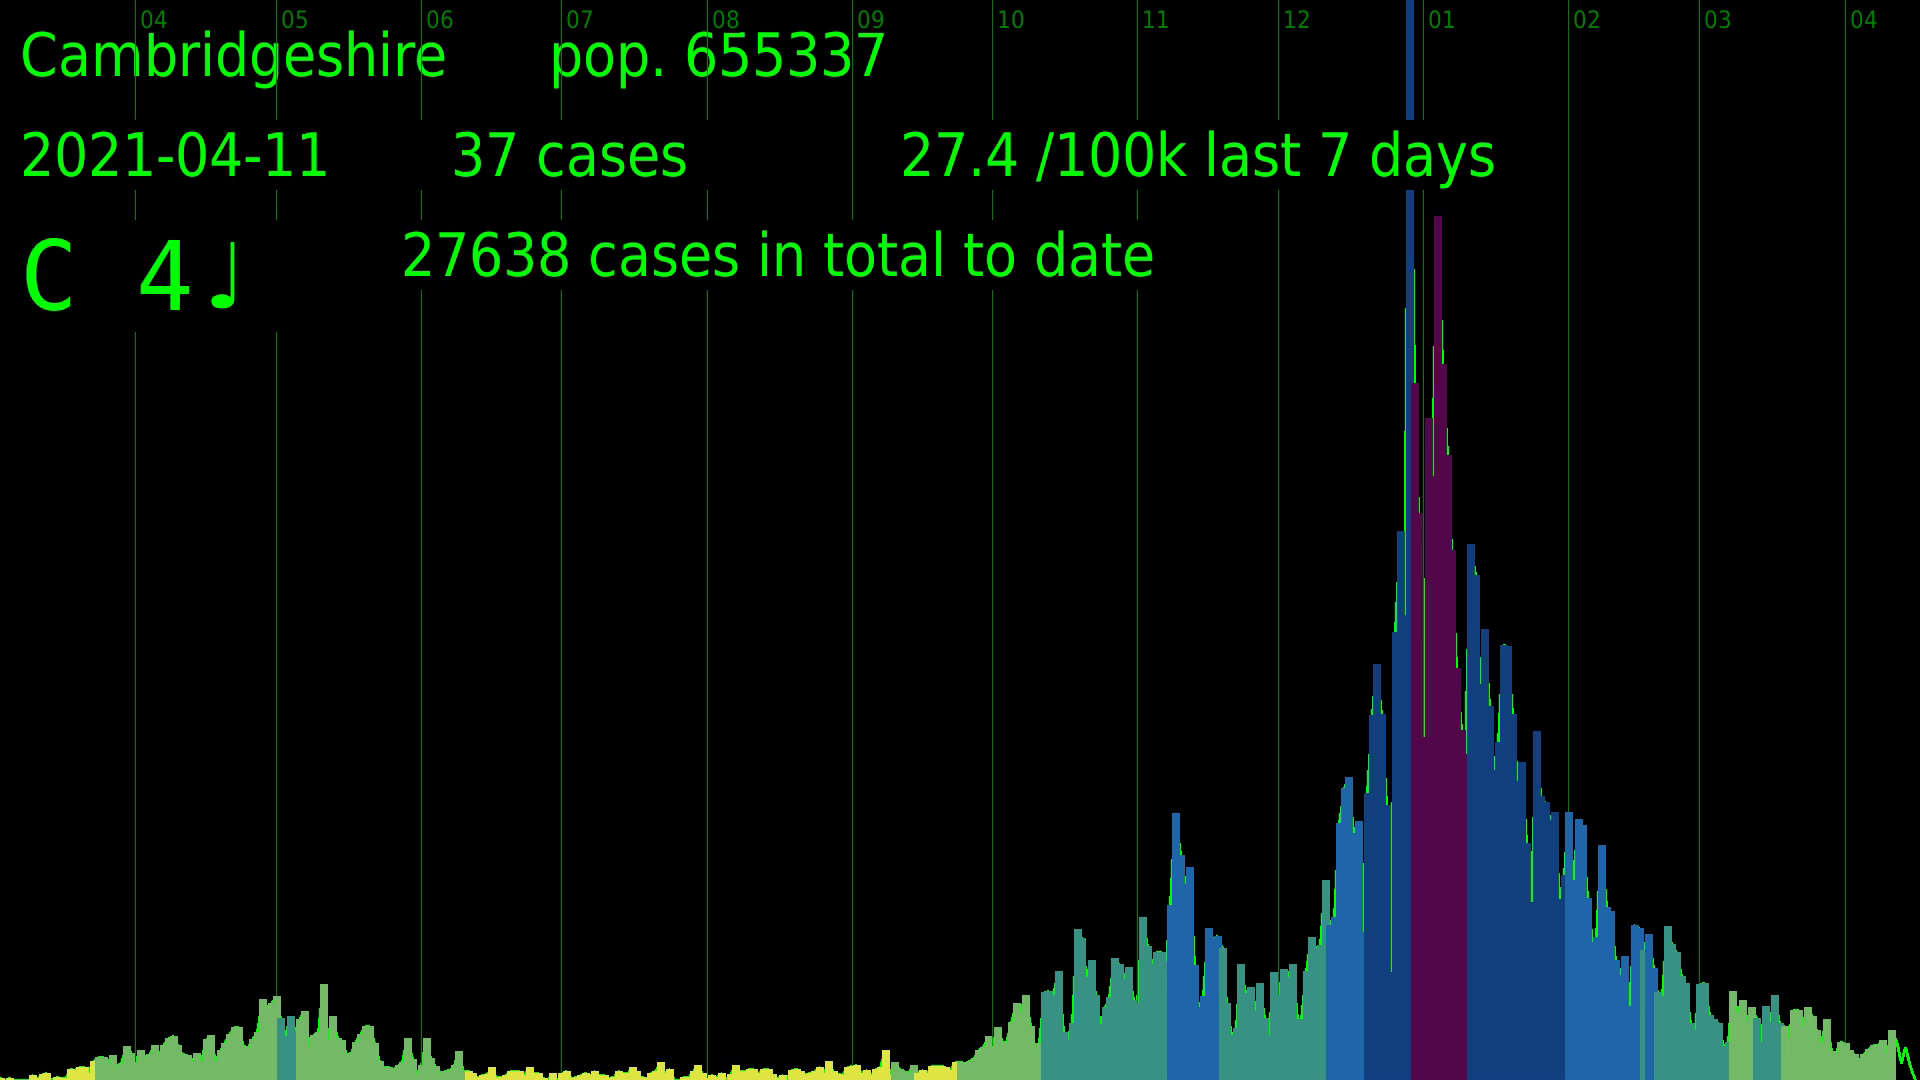 04 05 06 07 08 09 10 11 12 01 02 03 04
Cambridgeshire pop. 655337
2021-04-11 37 cases 27.4 /100k last 7 days
C 4♩ 27638 cases in total to date